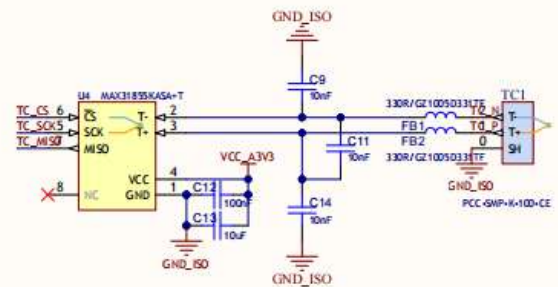 GND_ISO
C9
10nF
U4 MAX31855KASA+T
330R/GZ1005D331TF
TC1
TC_CS 6 CS T- 2
TC_SCK 5 SCK T+ 3
TC_MISO MISO
FB1
FB2
T-
1 T+
0 SH
C11
10nF
330R/GZ1005D331TF
VCC_A3V3
VCC 4
GND 1
8 NC
C12
100nF
C13
10uF
GND_ISO
C14
10nF
GND_ISO
PCC-SMP-K-100-CE
GND_ISO